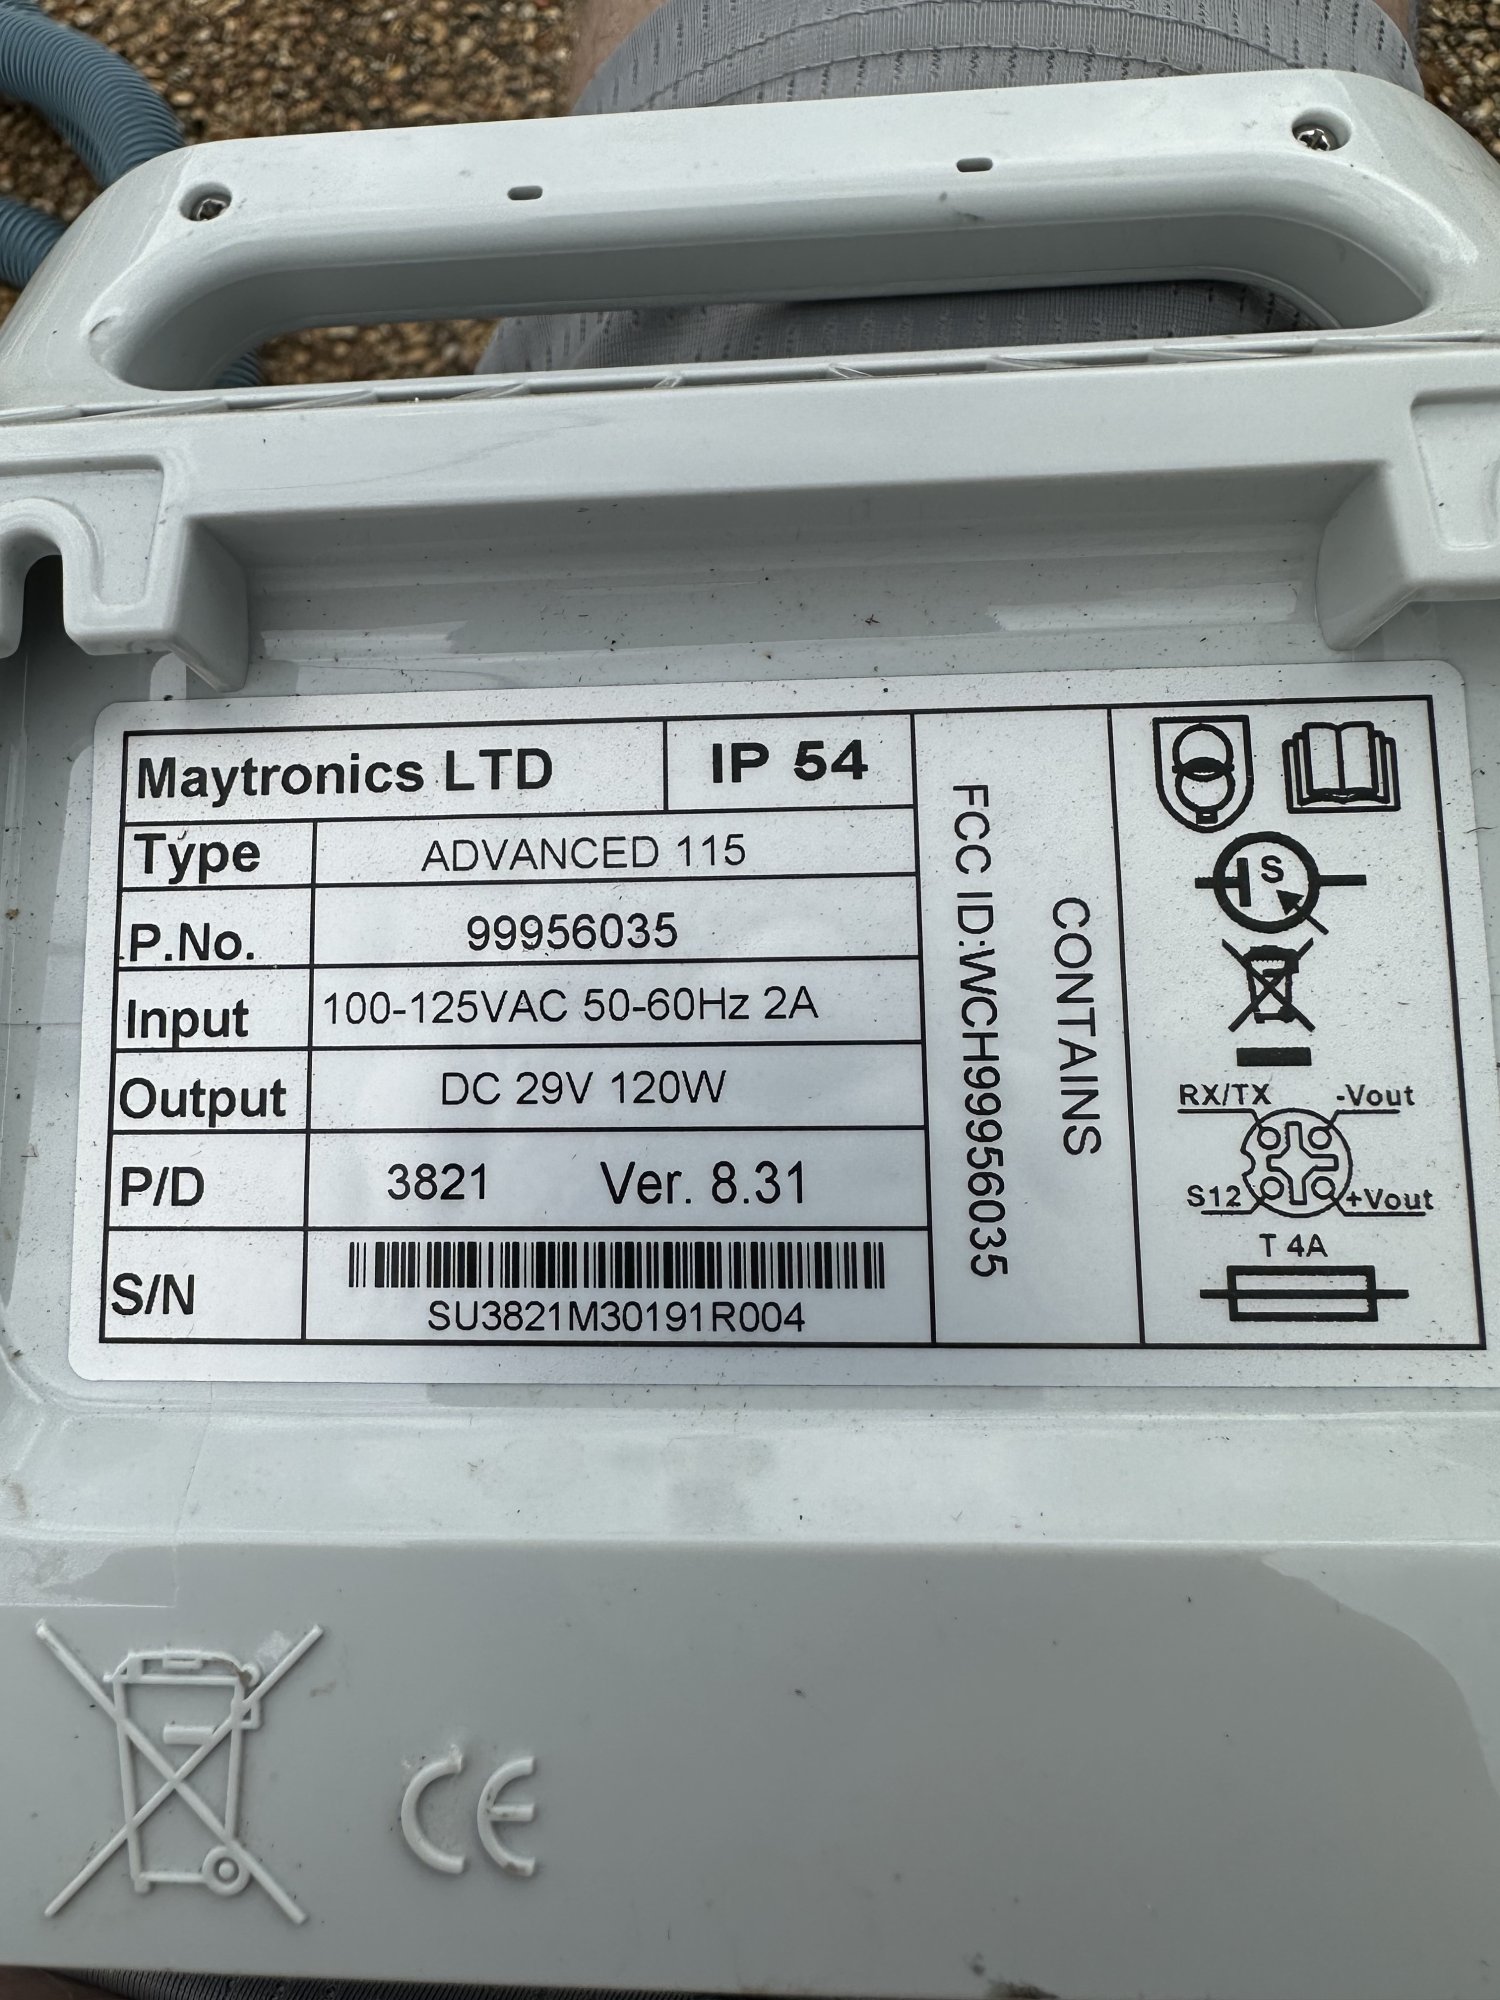 Maytronics LTD IP 54
Type ADVANCED 115
P.No. 99956035
Input 100-125VAC 50-60Hz 2A
Output DC 29V 120W
P/D 3821 Ver. 8.31
S/N SU3821M30191R004
CONTAINS
FCC ID:WCH99956035
S
RX/TX -Vout
S12 +Vout
T 4A
CE